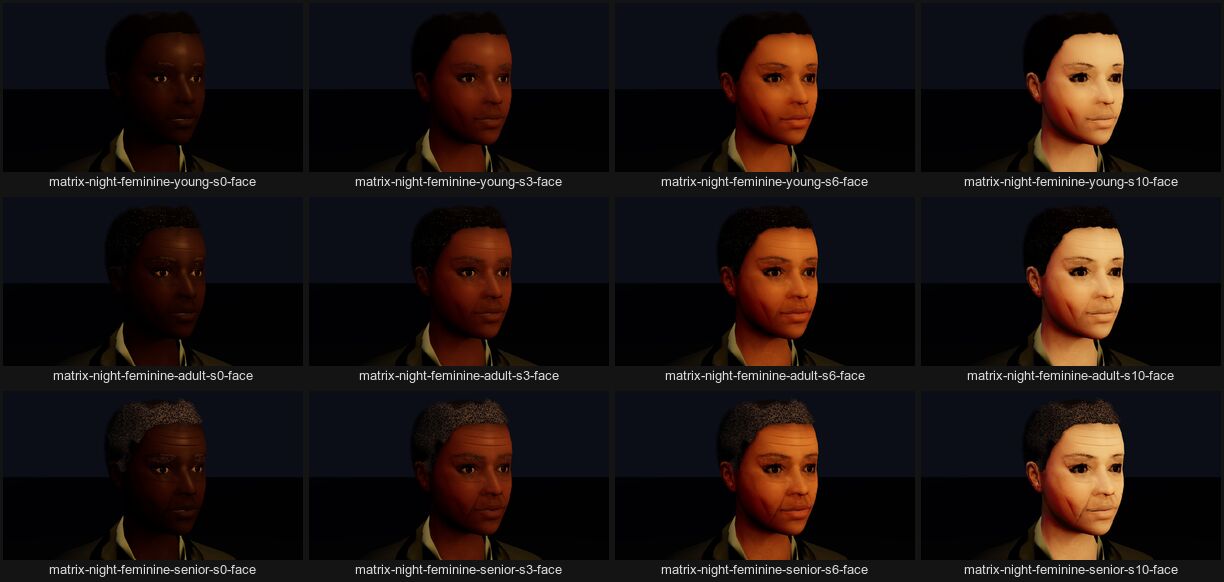 matrix-night-feminine-young-s0-face
matrix-night-feminine-young-s3-face
matrix-night-feminine-young-s6-face
matrix-night-feminine-young-s10-face
matrix-night-feminine-adult-s0-face
matrix-night-feminine-adult-s3-face
matrix-night-feminine-adult-s6-face
matrix-night-feminine-adult-s10-face
matrix-night-feminine-senior-s0-face
matrix-night-feminine-senior-s3-face
matrix-night-feminine-senior-s6-face
matrix-night-feminine-senior-s10-face